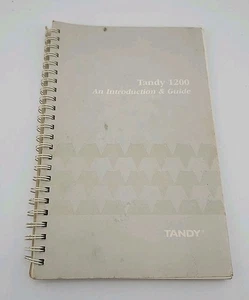 Tandy 1200
An Introduction & Guide
TANDY